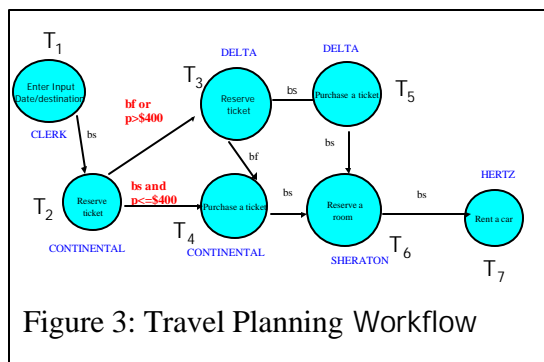 T1
Enter Input
Date/destination
CLERK
bs
T2
Reserve
ticket
CONTINENTAL
bf or
p>$400
bs and
p<=$400
DELTA
T3
Reserve
ticket
bs
bf
DELTA
Purchase a ticket
T5
bs
Purchase a ticket
T4
CONTINENTAL
bs
Reserve a
room
T6
SHERATON
bs
HERTZ
Rent a car
T7
Figure 3: Travel Planning Workflow